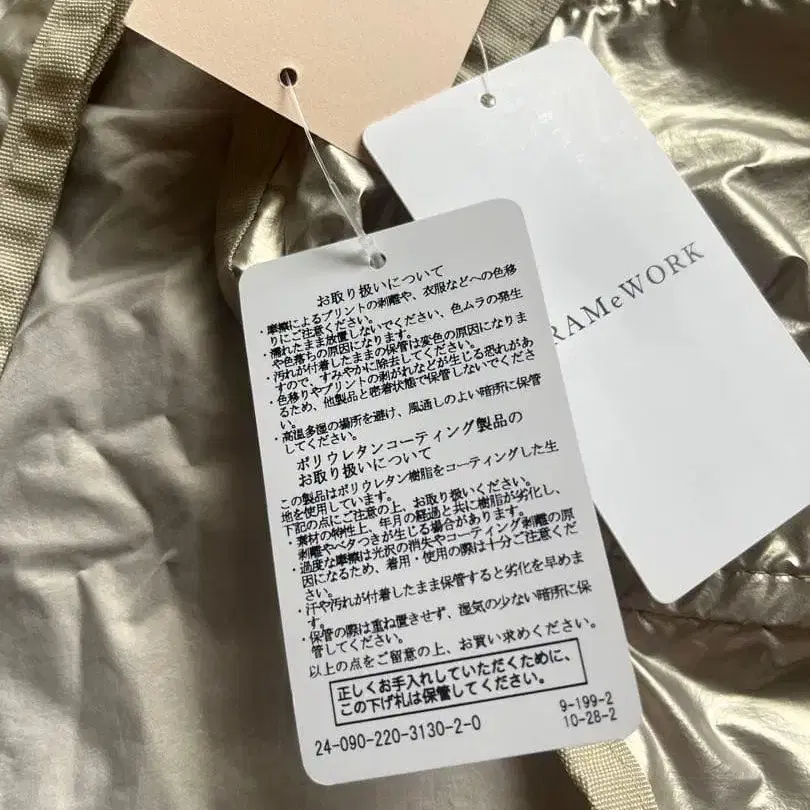 お取り扱いについて
・摩擦によるプリントの剥離や、衣服などへの色移
りにご注意ください。
・濡れたまま放置しないでください、色ムラの発生
や色落ちの原因になります。
・汚れが付着したままの保管は変色の原因になりま
すので、すみやかに除去してください。
・色移りやプリントの剥がれなどが生じる恐れがあ
るため、他製品と密着状態で保管しないでくださ
い。
・高温多湿の場所を避け、風通しのよい暗所に保管
してください。
ポリウレタンコーティング製品の
お取り扱いについて
この製品はポリウレタン樹脂をコーティングした生
地を使用しています。
下記の点にご注意の上、お取り扱いください。
・素材の特性上、年月の経過と共に樹脂が劣化し、
剥離やベタつきが生じる場合があります。
・過度な摩擦は光沢の消失やコーティング剥離の原
因になるため、着用・使用の際は十分ご注意くだ
さい。
・汗や汚れが付着したまま保管すると劣化を早めま
す。
・保管の際は重ね置きせず、湿気の少ない暗所に保
管してください。
以上の点をご留意の上、お買い求めください。
正しくお手入れしていただくために、
この下げ札は保管してください。
24-090-220-3130-2-0
9-199-2
10-28-2
RAMeWORK